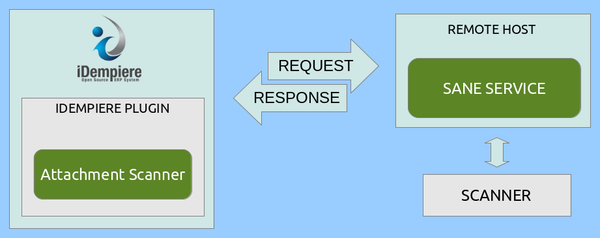 iDempiere
Open Source ERP System
IDEMPIERE PLUGIN
Attachment Scanner
REQUEST
RESPONSE
REMOTE HOST
SANE SERVICE
SCANNER